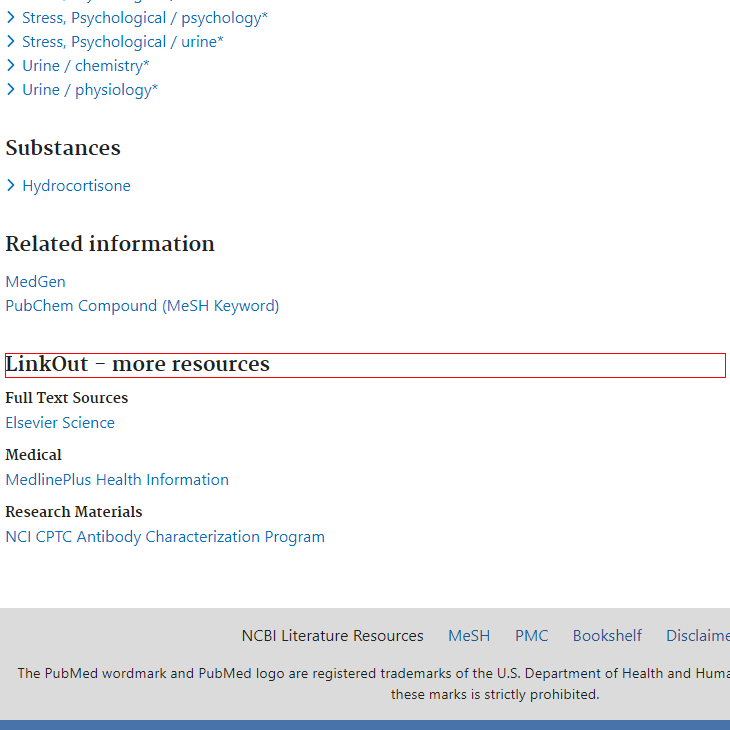 Stress, Psychological / psychology*
Stress, Psychological / urine*
Urine / chemistry*
Urine / physiology*
Substances
Hydrocortisone
Related information
MedGen
PubChem Compound (MeSH Keyword)
LinkOut - more resources
Full Text Sources
Elsevier Science
Medical
MedlinePlus Health Information
Research Materials
NCI CPTC Antibody Characterization Program
NCBI Literature Resources MeSH PMC Bookshelf Disclaime
The PubMed wordmark and PubMed logo are registered trademarks of the U.S. Department of Health and Huma
these marks is strictly prohibited.